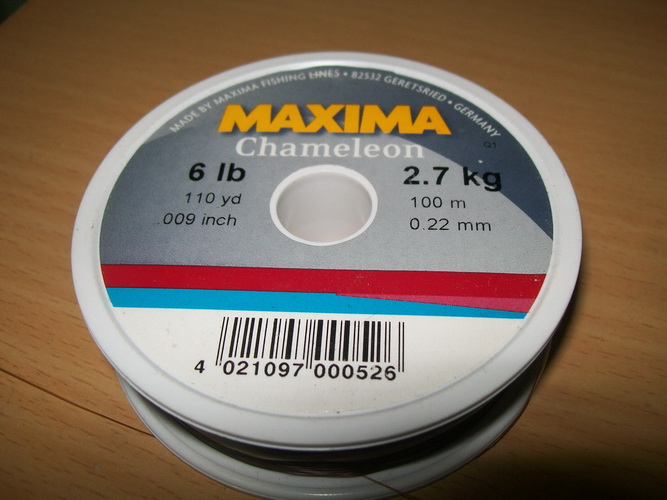 MADE BY MAXIMA FISHING LINES • 82532 GERETSRIED • GERMANY
MAXIMA
Chameleon
Q1
6 lb
2.7 kg
110 yd
100 m
.009 inch
0.22 mm
4 021097 000526